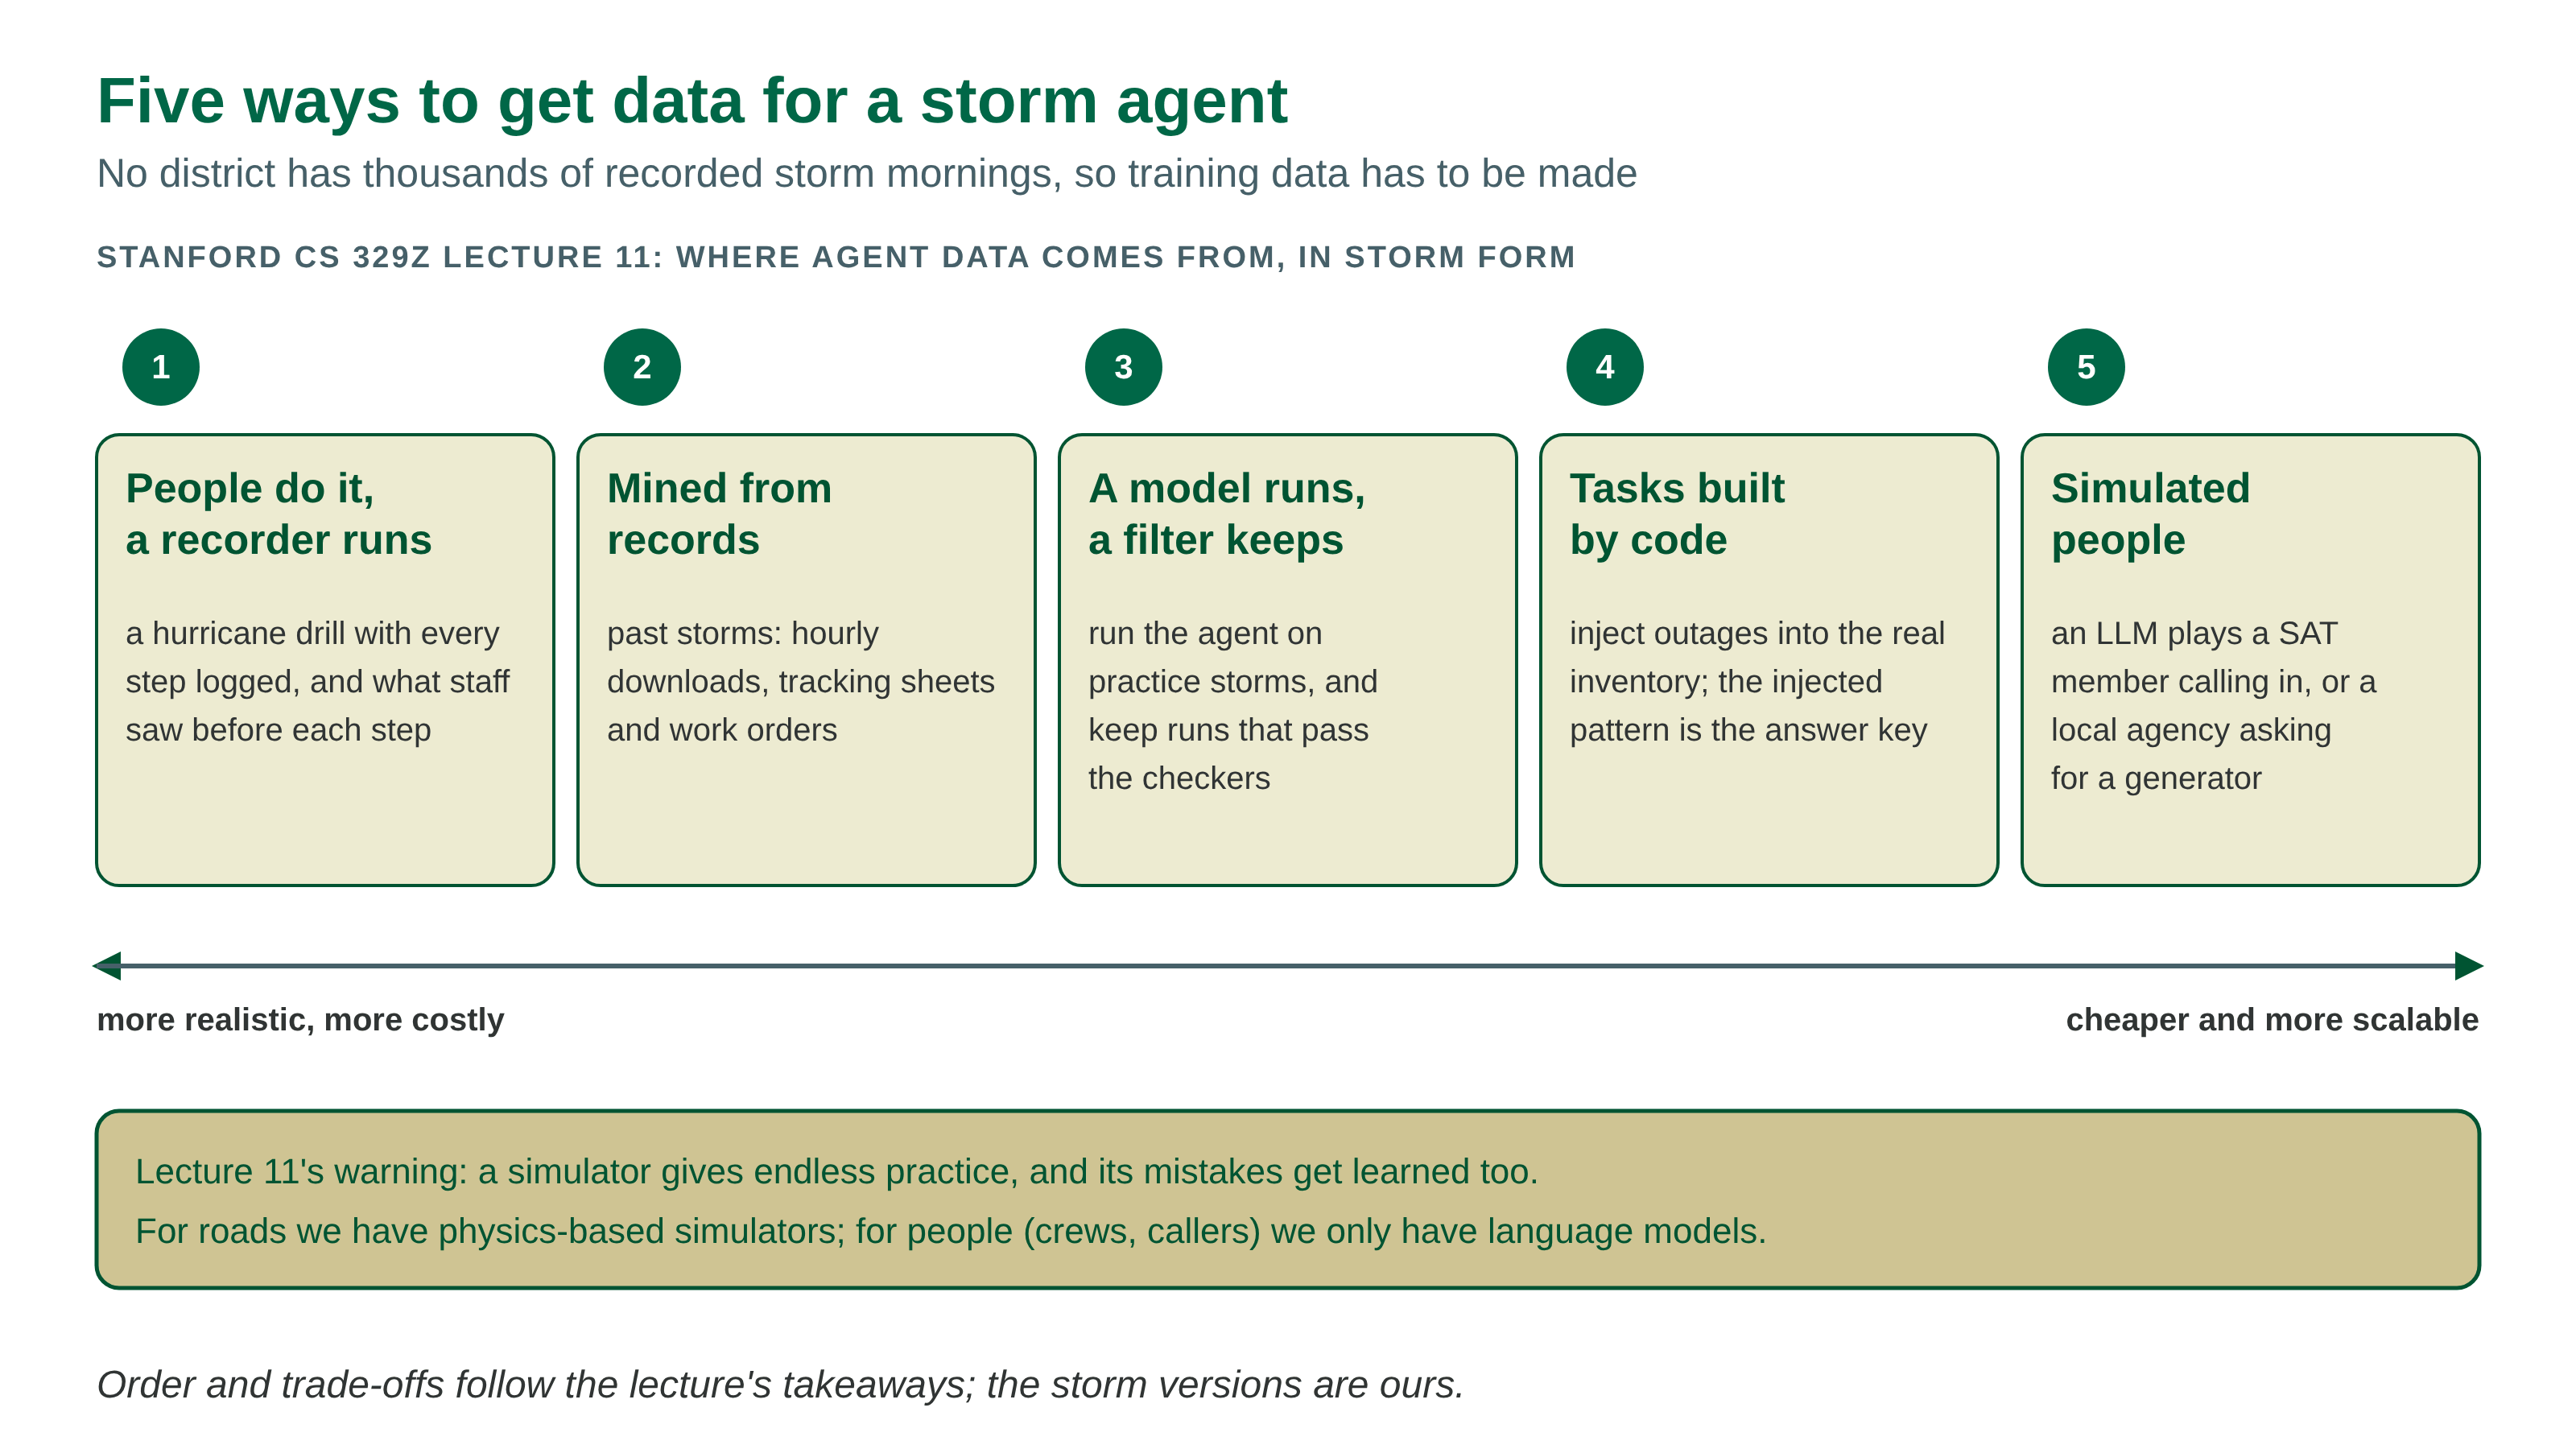 Five ways to get data for a storm agent
No district has thousands of recorded storm mornings, so training data has to be made
STANFORD CS 329Z LECTURE 11: WHERE AGENT DATA COMES FROM, IN STORM FORM
1
People do it,
a recorder runs
a hurricane drill with every
step logged, and what staff
saw before each step
2
Mined from
records
past storms: hourly
downloads, tracking sheets
and work orders
3
A model runs,
a filter keeps
run the agent on
practice storms, and
keep runs that pass
the checkers
4
Tasks built
by code
inject outages into the real
inventory; the injected
pattern is the answer key
5
Simulated
people
an LLM plays a SAT
member calling in, or a
local agency asking
for a generator
more realistic, more costly
cheaper and more scalable
Lecture 11's warning: a simulator gives endless practice, and its mistakes get learned too.
For roads we have physics-based simulators; for people (crews, callers) we only have language models.
Order and trade-offs follow the lecture's takeaways; the storm versions are ours.